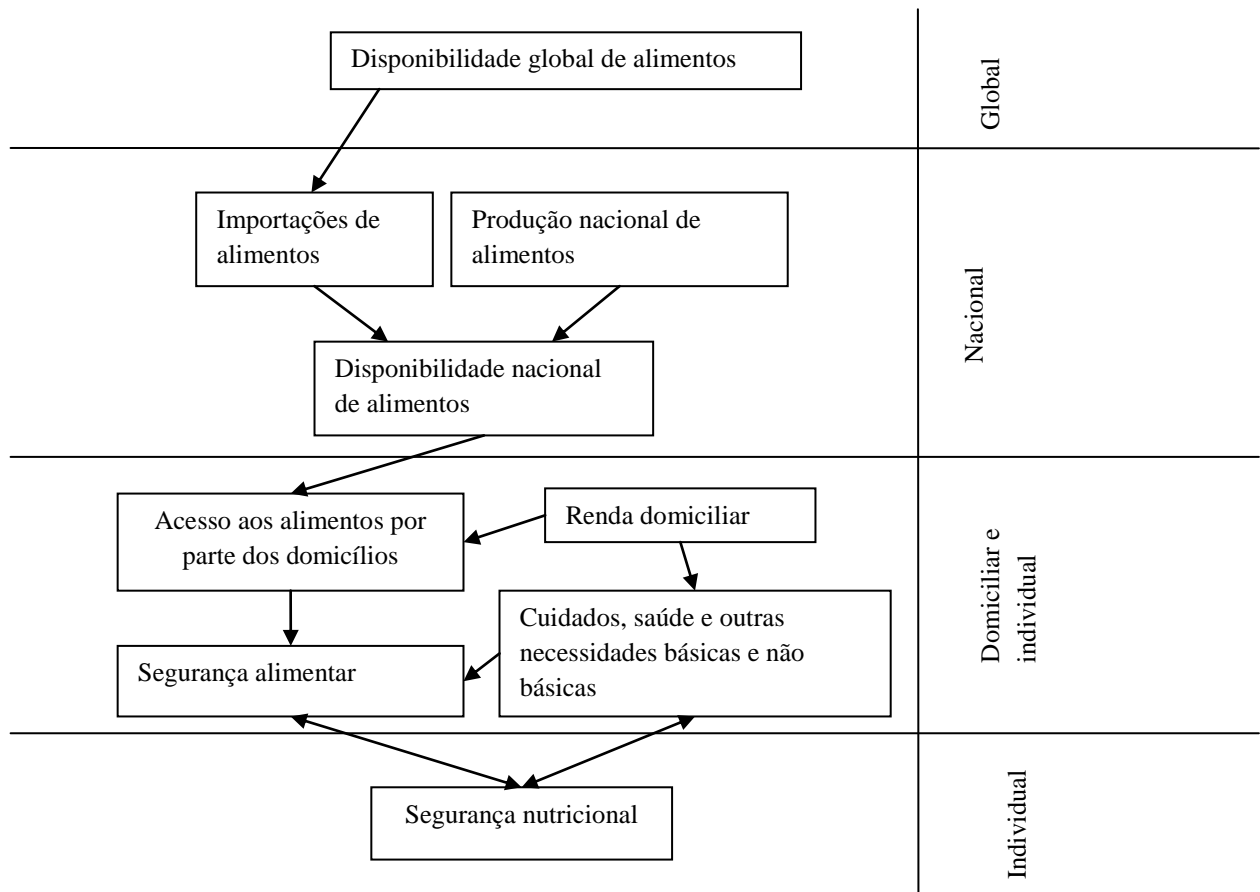 Disponibilidade global de alimentos
Global
Importações de
alimentos
Produção nacional de
alimentos
Disponibilidade nacional
de alimentos
Nacional
Acesso aos alimentos por
parte dos domicílios
Renda domiciliar
Cuidados, saúde e outras
necessidades básicas e não
básicas
Segurança alimentar
Domiciliar e
individual
Segurança nutricional
Individual